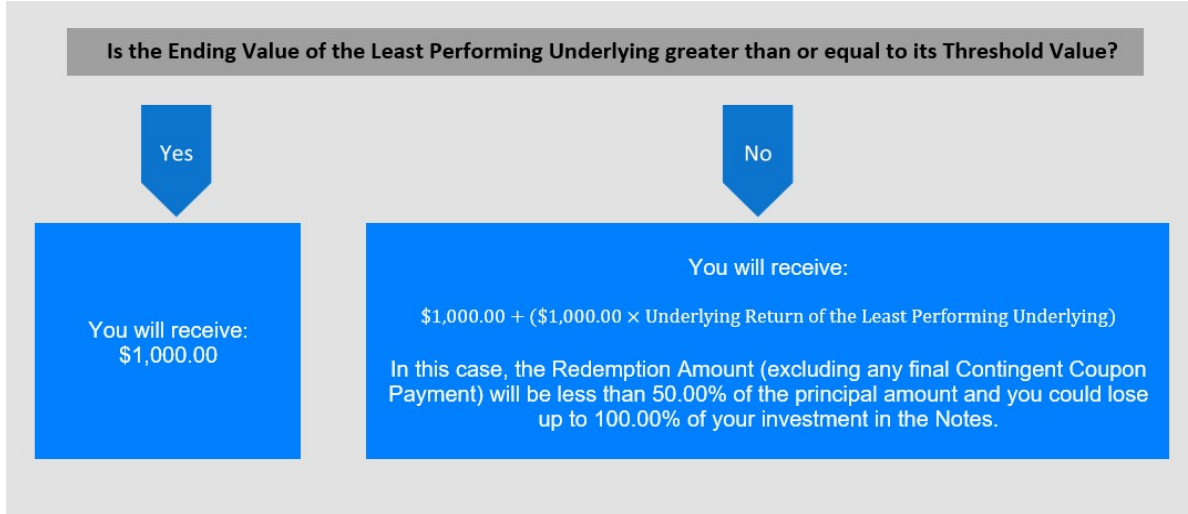 Is the Ending Value of the Least Performing Underlying greater than or equal to its Threshold Value?
Yes
No
You will receive:
$1,000.00
You will receive:
$1,000.00 + ($1,000.00 × Underlying Return of the Least Performing Underlying)
In this case, the Redemption Amount (excluding any final Contingent Coupon
Payment) will be less than 50.00% of the principal amount and you could lose
up to 100.00% of your investment in the Notes.